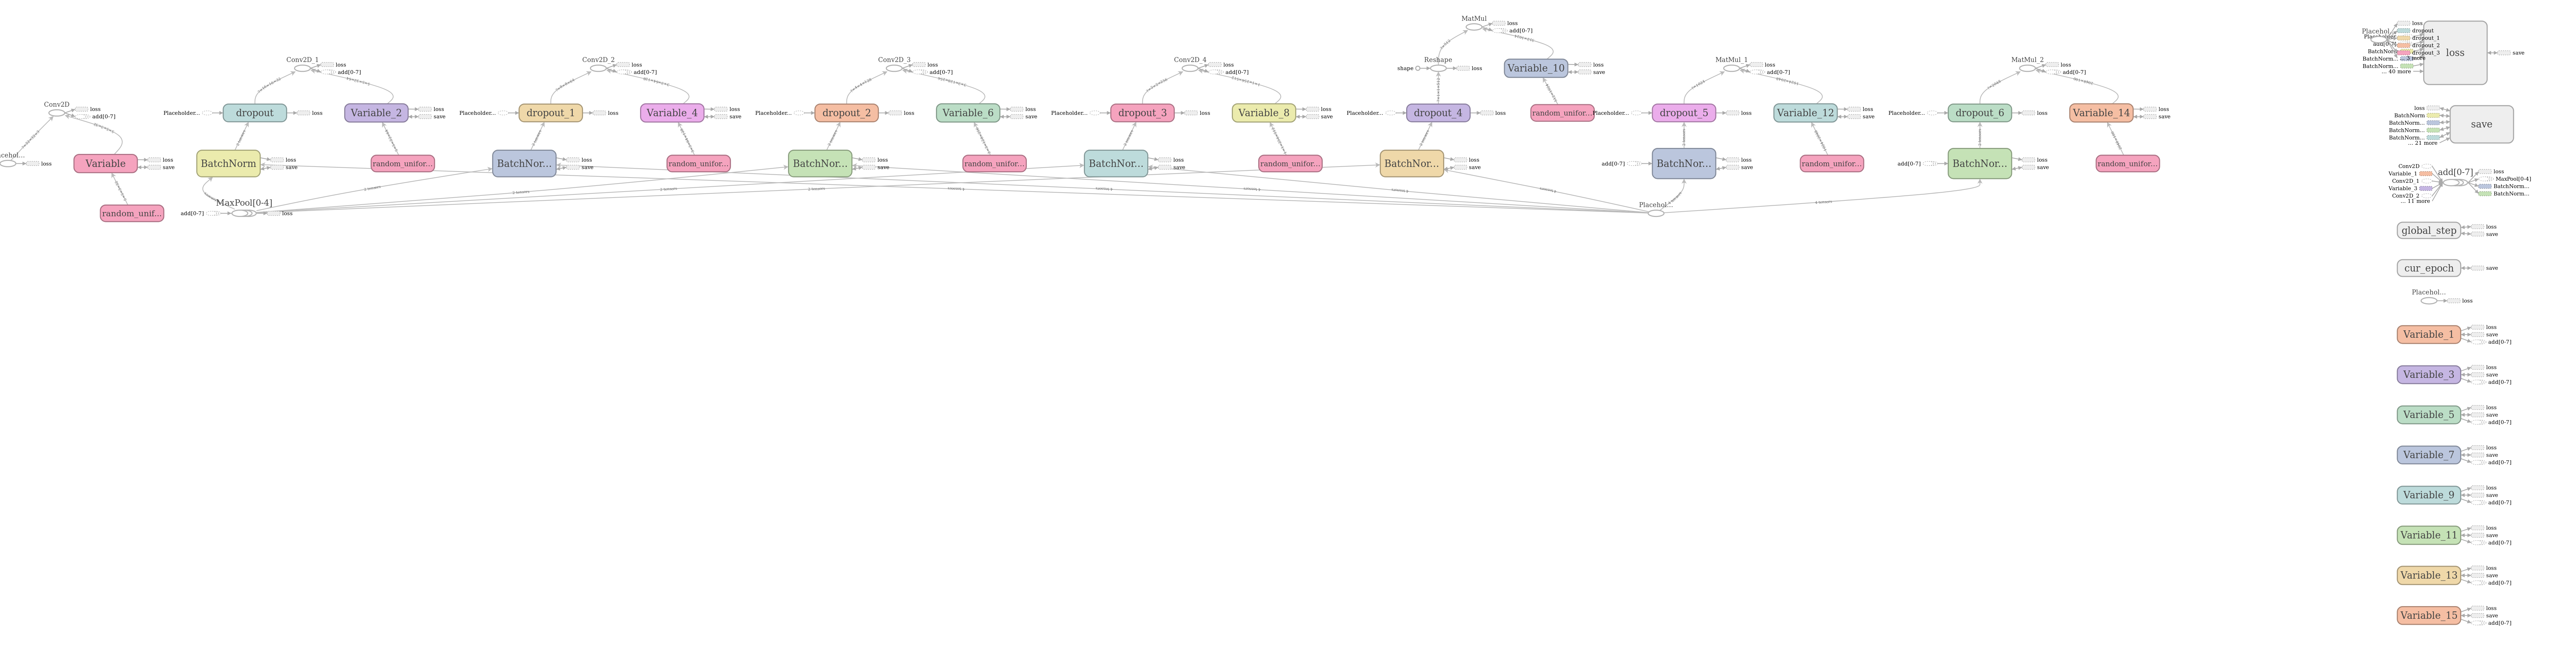 MatMul
loss
add[0-7]
Conv2D_1
loss
add[0-7]
Conv2D_2
loss
add[0-7]
Conv2D_3
loss
add[0-7]
Conv2D_4
loss
add[0-7]
Reshape
shape
loss
Variable_10
loss
save
MatMul_1
loss
add[0-7]
MatMul_2
loss
add[0-7]
Conv2D
loss
add[0-7]
Placeholder...
dropout
loss
Variable_2
loss
save
Placeholder...
dropout_1
loss
Variable_4
loss
save
Placeholder...
dropout_2
loss
Variable_6
loss
save
Placeholder...
dropout_3
loss
Variable_8
loss
save
Placeholder...
dropout_4
loss
random_unifor...
Placeholder...
dropout_5
loss
Variable_12
loss
save
Placeholder...
dropout_6
loss
Variable_14
loss
save
loss
Variable
loss
save
BatchNorm
loss
save
random_unifor...
BatchNor...
loss
save
random_unifor...
BatchNor...
loss
save
random_unifor...
BatchNor...
loss
save
random_unifor...
BatchNor...
loss
save
add[0-7]
BatchNor...
loss
save
random_unifor...
add[0-7]
BatchNor...
loss
save
random_unifor...
random_unif...
add[0-7]
MaxPool[0-4]
loss
Placehol...
Placehol...
loss
dropout
dropout_1
dropout_2
dropout_3
BatchNorm...
BatchNorm...
... 40 more
loss
save
loss
BatchNorm
BatchNorm...
BatchNorm...
BatchNorm...
... 21 more
save
Conv2D
Variable_1
Conv2D_1
Variable_3
Conv2D_2
... 11 more
add[0-7]
loss
MaxPool[0-4]
BatchNorm...
BatchNorm...
global_step
loss
save
cur_epoch
save
Placehol...
loss
Variable_1
loss
save
add[0-7]
Variable_3
loss
save
add[0-7]
Variable_5
loss
save
add[0-7]
Variable_7
loss
save
add[0-7]
Variable_9
loss
save
add[0-7]
Variable_11
loss
save
add[0-7]
Variable_13
loss
save
add[0-7]
Variable_15
loss
save
add[0-7]